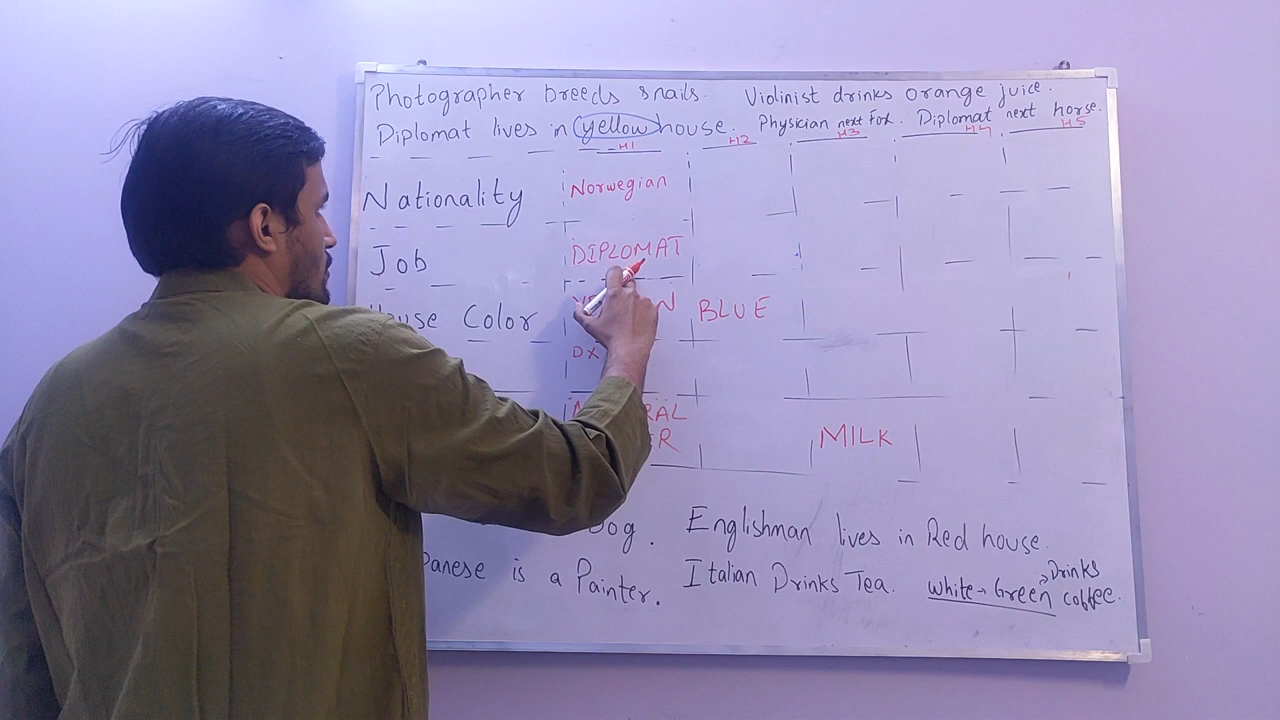 Photographer breeds snails. Violinist drinks orange juice.
Diplomat lives in yellow house. Physician next fox. Diplomat next horse.
H1 H2 H3 H4 H5
Nationality Norwegian
Job DIPLOMAT
House Color BLUE
MILK
Dog. Englishman lives in Red house.
is a Painter. Italian Drinks Tea. White → Green → Drinks coffee.